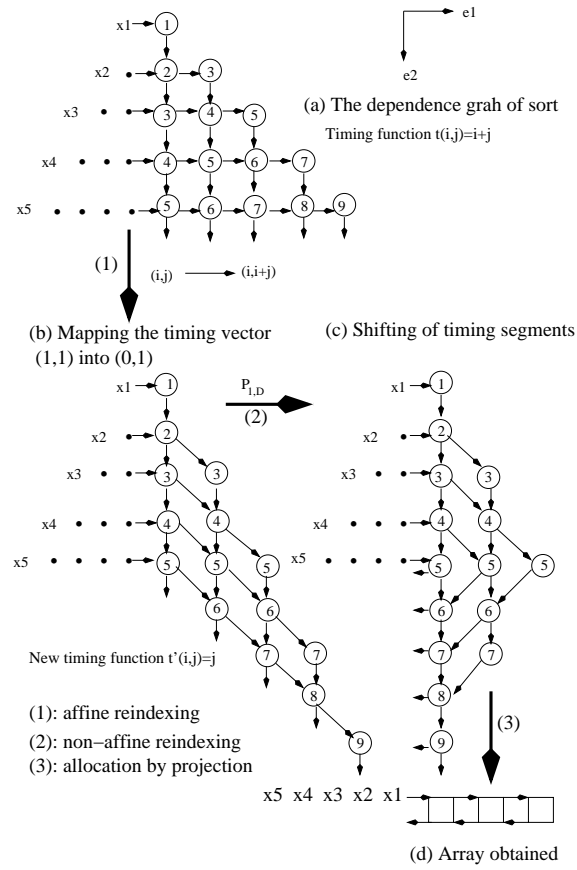 x1 1
e1
e2
x2 2 3
(a) The dependence grah of sort
x3 3 4 5
Timing function t(i,j)=i+j
x4 4 5 6 7
x5 5 6 7 8 9
(1) (i,j) (i,i+j)
(b) Mapping the timing vector
(1,1) into (0,1)
(c) Shifting of timing segments
x1 1
x2 2
x3 3 3
x4 4 4
x5 5 5 5
6 6
7 7
8
9
P1,D
(2)
x1 1
x2 2
x3 3 3
x4 4 4
x5 5 5 5
6 6
7 7
8
9
New timing function t'(i,j)=j
(1): affine reindexing
(2): non−affine reindexing
(3): allocation by projection
(3)
x5 x4 x3 x2 x1
(d) Array obtained